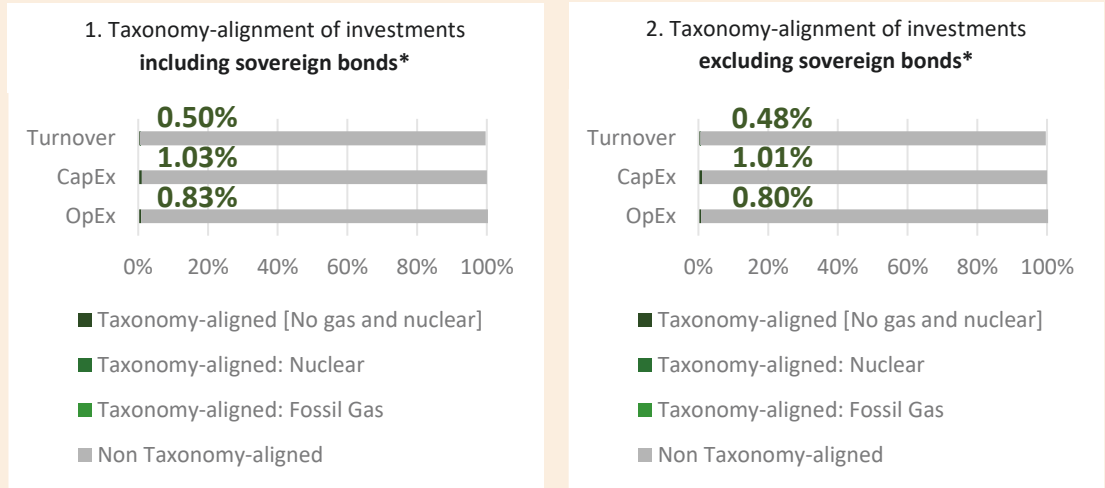 1. Taxonomy-alignment of investments
including sovereign bonds*
0.50%
Turnover
1.03%
CapEx
0.83%
OpEx
0% 20% 40% 60% 80% 100%
Taxonomy-aligned [No gas and nuclear]
Taxonomy-aligned: Nuclear
Taxonomy-aligned: Fossil Gas
Non Taxonomy-aligned
2. Taxonomy-alignment of investments
excluding sovereign bonds*
0.48%
Turnover
1.01%
CapEx
0.80%
OpEx
0% 20% 40% 60% 80% 100%
Taxonomy-aligned [No gas and nuclear]
Taxonomy-aligned: Nuclear
Taxonomy-aligned: Fossil Gas
Non Taxonomy-aligned